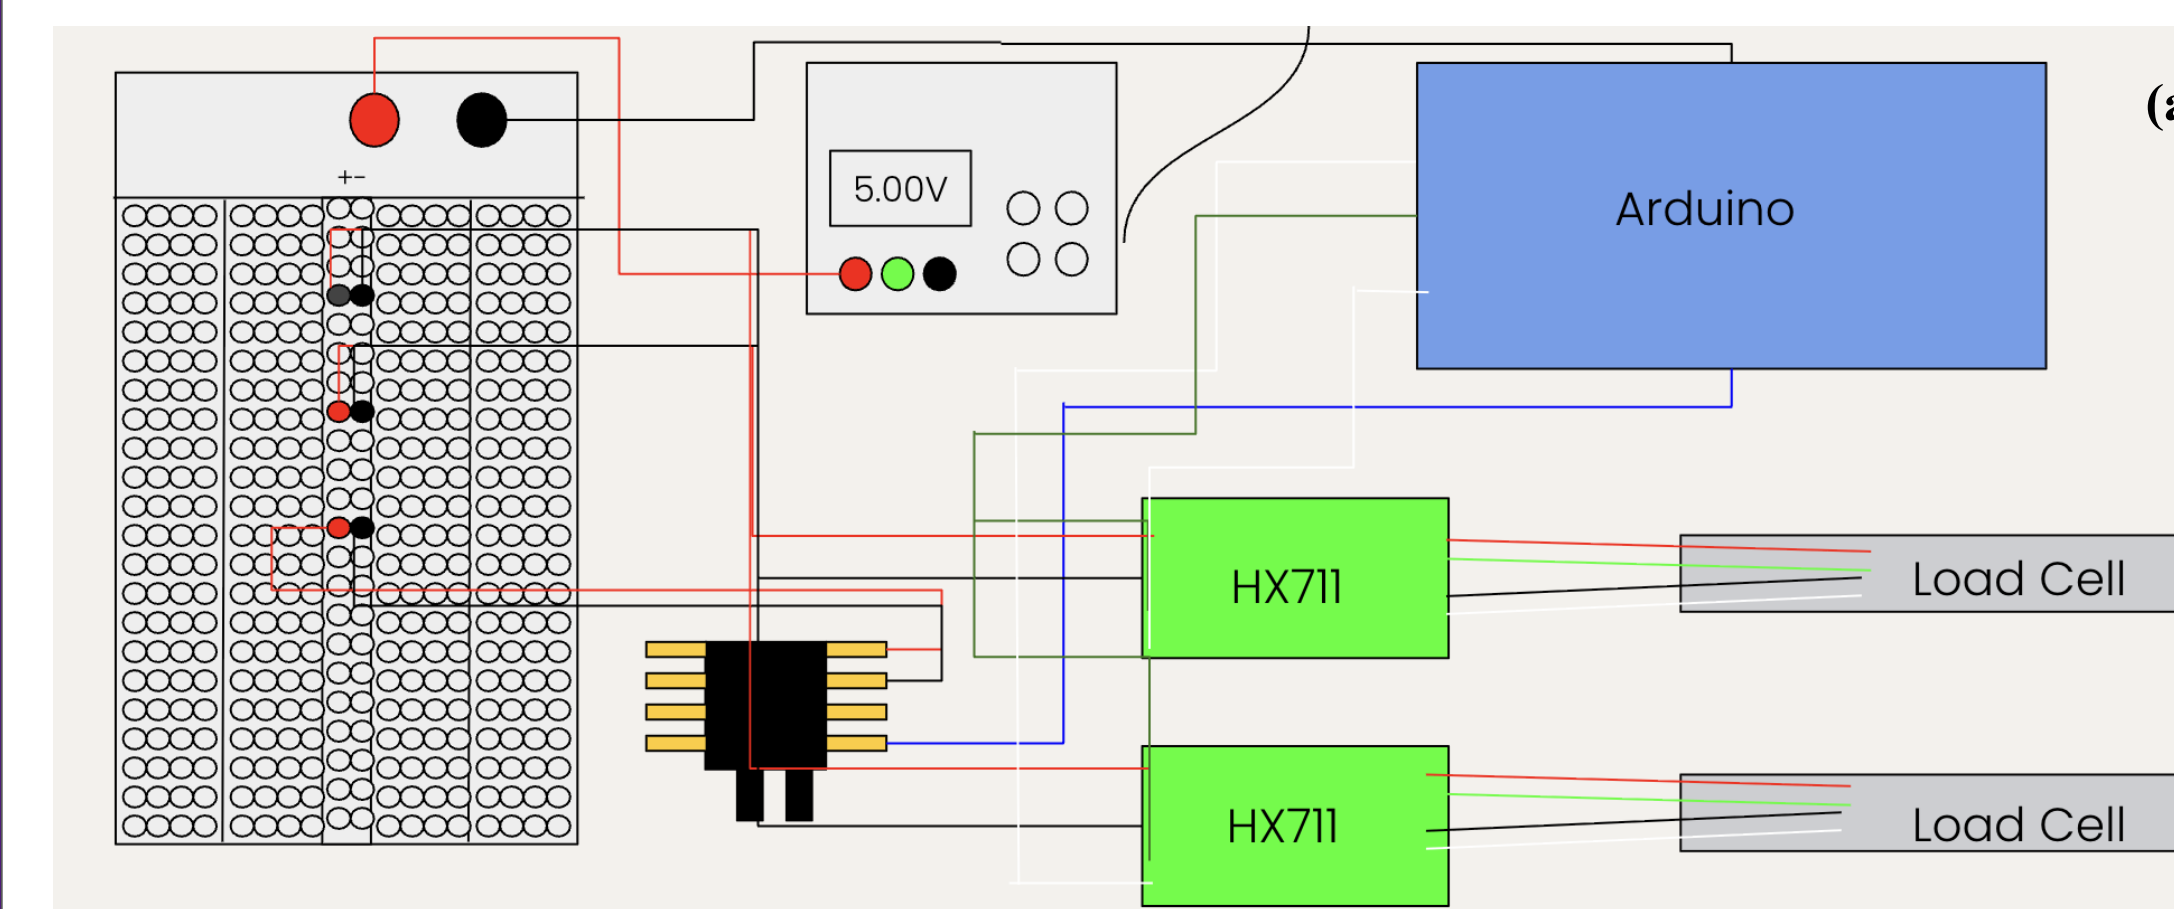 (a
+-
5.00V
Arduino
HX711
Load Cell
HX711
Load Cell